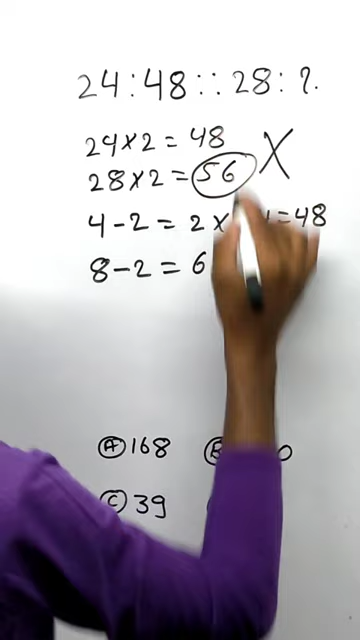 24 : 48 :: 28 : ?.
24 × 2 = 48
28 × 2 = 56 X
4 - 2 = 2 × = 48
8 - 2 = 6
A 168
C 39